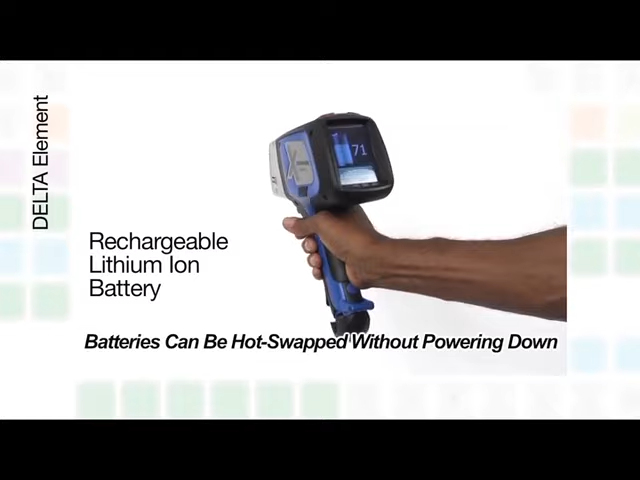 DELTA Element
71
Rechargeable
Lithium Ion
Battery
Batteries Can Be Hot-Swapped Without Powering Down